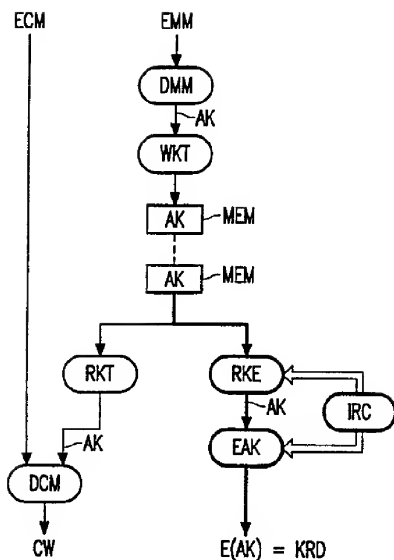 ECM
EMM
DMM
AK
WKT
AK
MEM
AK
MEM
RKT
RKE
IRC
AK
AK
DCM
EAK
CW
E(AK) = KRD